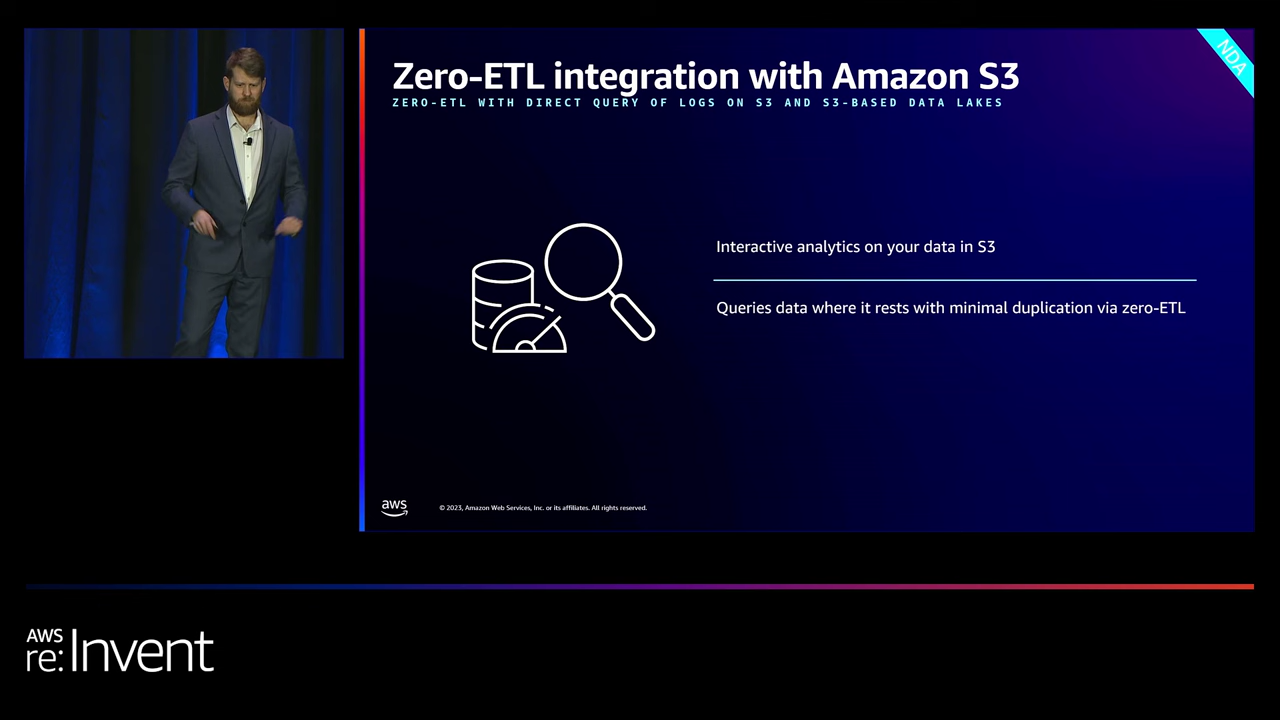 Zero-ETL integration with Amazon S3
ZERO-ETL WITH DIRECT QUERY OF LOGS ON S3 AND S3-BASED DATA LAKES
NDA
Interactive analytics on your data in S3
Queries data where it rests with minimal duplication via zero-ETL
aws
© 2023, Amazon Web Services, Inc. or its affiliates. All rights reserved.
AWS
re:Invent